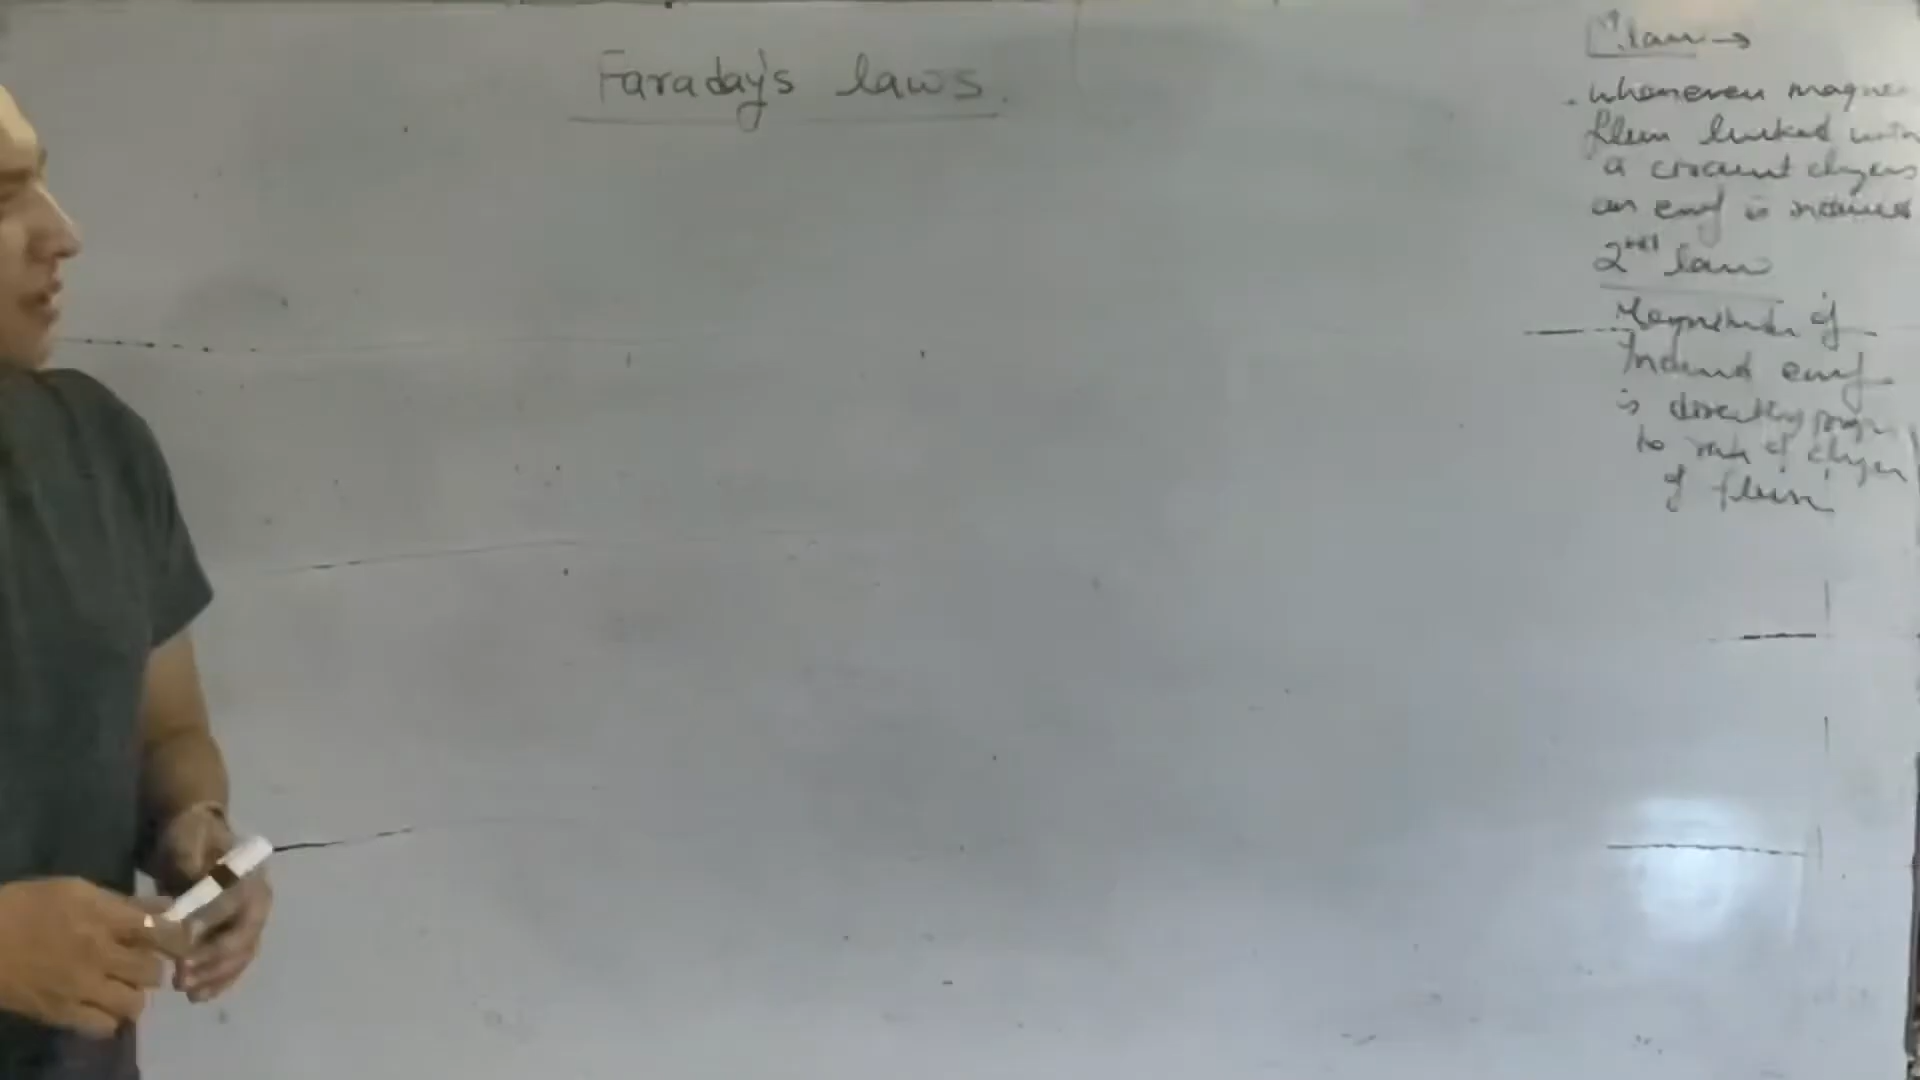 Faraday's laws.
1st law →
. Whenever magne
flux linked with
a circuit changes
an emf is induced
2nd law
Magnitude of
Induced emf
is directly propr
to rate of change
of flux